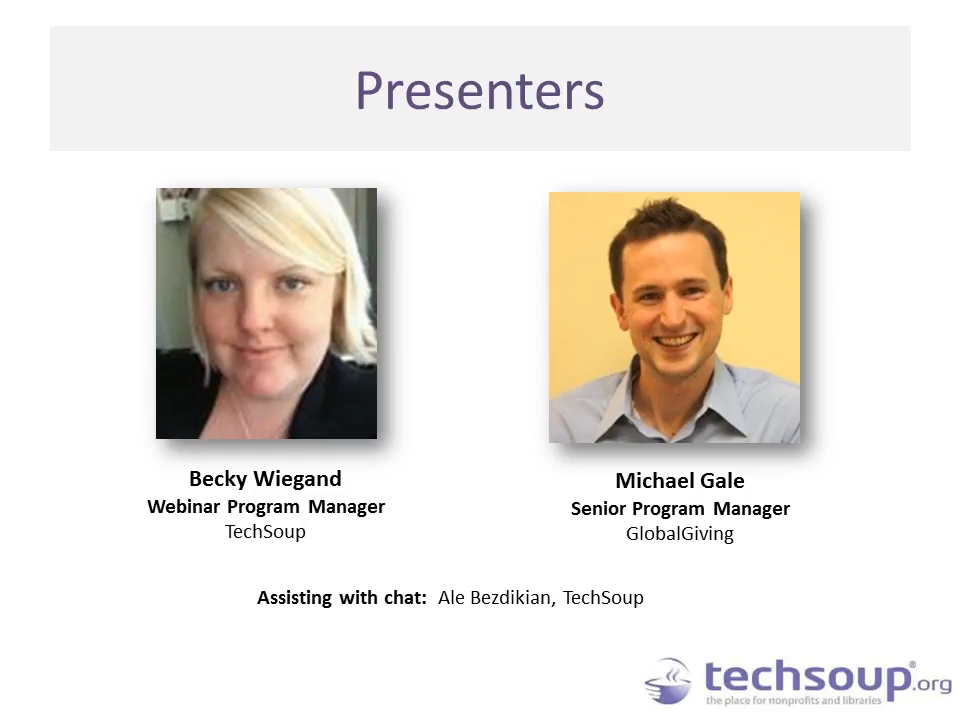 Presenters
Becky Wiegand
Webinar Program Manager
TechSoup
Michael Gale
Senior Program Manager
GlobalGiving
Assisting with chat: Ale Bezdikian, TechSoup
techsoup®.org
the place for nonprofits and libraries